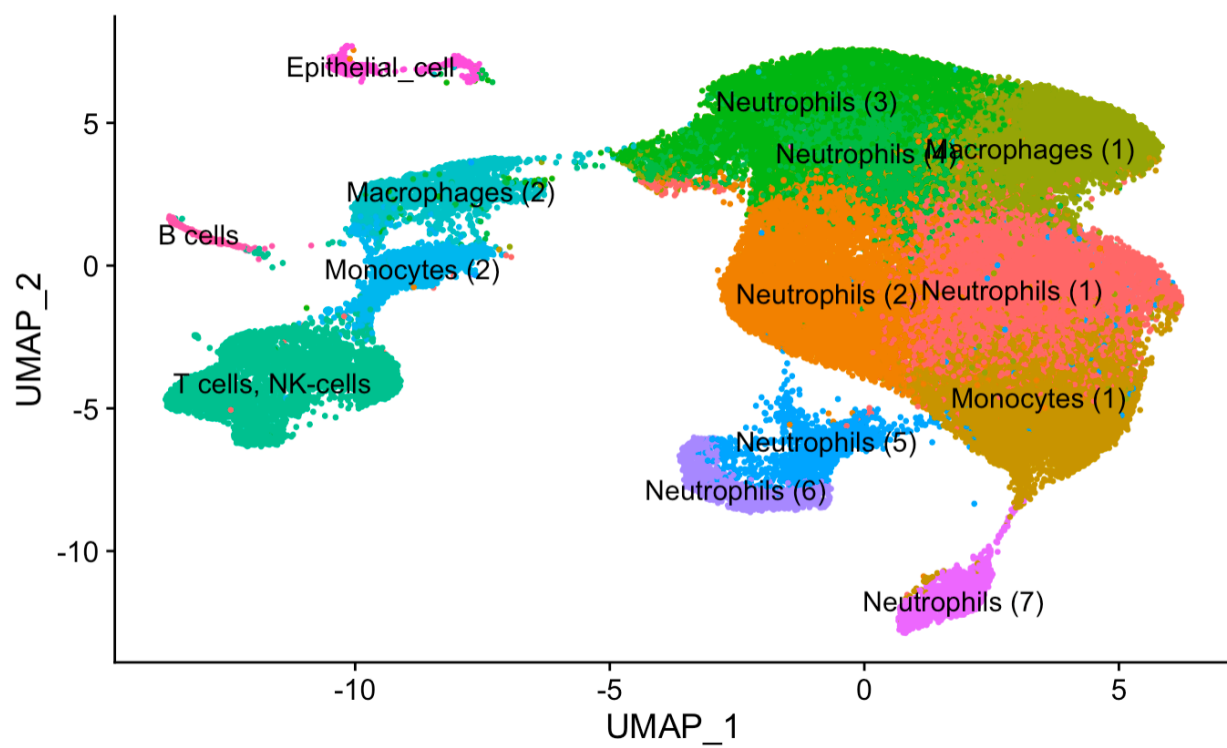 Epithelial_cell
Neutrophils (3)
Neutrophils (4)
Macrophages (1)
Macrophages (2)
B cells
Monocytes (2)
Neutrophils (2)
Neutrophils (1)
T cells, NK-cells
Monocytes (1)
Neutrophils (5)
Neutrophils (6)
Neutrophils (7)
5
0
-5
-10
UMAP_2
-10
-5
0
5
UMAP_1